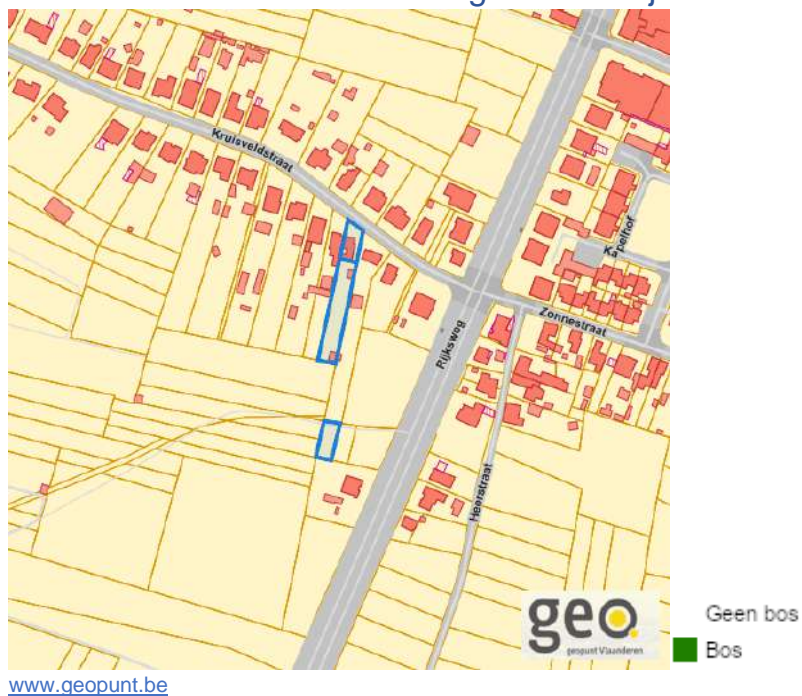 Kruisveldstraat
Kapelhof
Zonnestraat
Rijksweg
Heerstraat
geo
geopunt Vlaanderen
Geen bos
Bos
www.geopunt.be